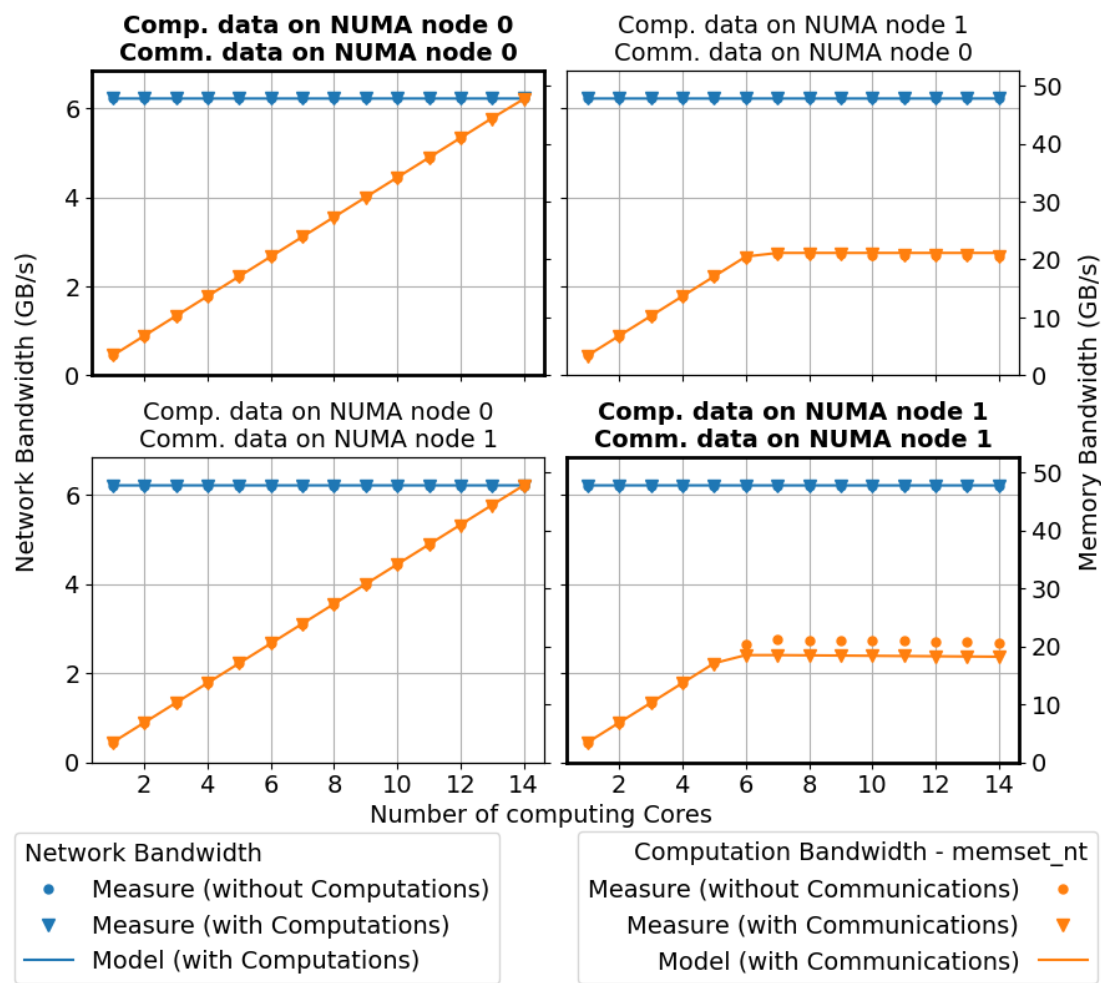 Comp. data on NUMA node 0
Comm. data on NUMA node 0
Comp. data on NUMA node 1
Comm. data on NUMA node 0
6
4
2
0
50
40
30
20
10
0
Network Bandwidth (GB/s)
Memory Bandwidth (GB/s)
Comp. data on NUMA node 0
Comm. data on NUMA node 1
Comp. data on NUMA node 1
Comm. data on NUMA node 1
6
4
2
0
50
40
30
20
10
0
2 4 6 8 10 12 14
2 4 6 8 10 12 14
Number of computing Cores
Network Bandwidth
Measure (without Computations)
Measure (with Computations)
Model (with Computations)
Computation Bandwidth - memset_nt
Measure (without Communications)
Measure (with Communications)
Model (with Communications)